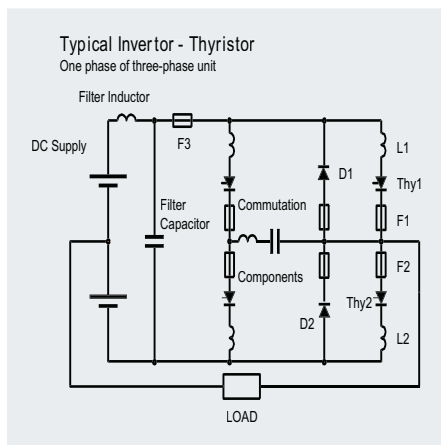 Typical Invertor - Thyristor
One phase of three-phase unit
Filter Inductor
F3
L1
DC Supply
D1
Thy1
Filter
Capacitor
Commutation
F1
F2
Components
Thy2
D2
L2
LOAD